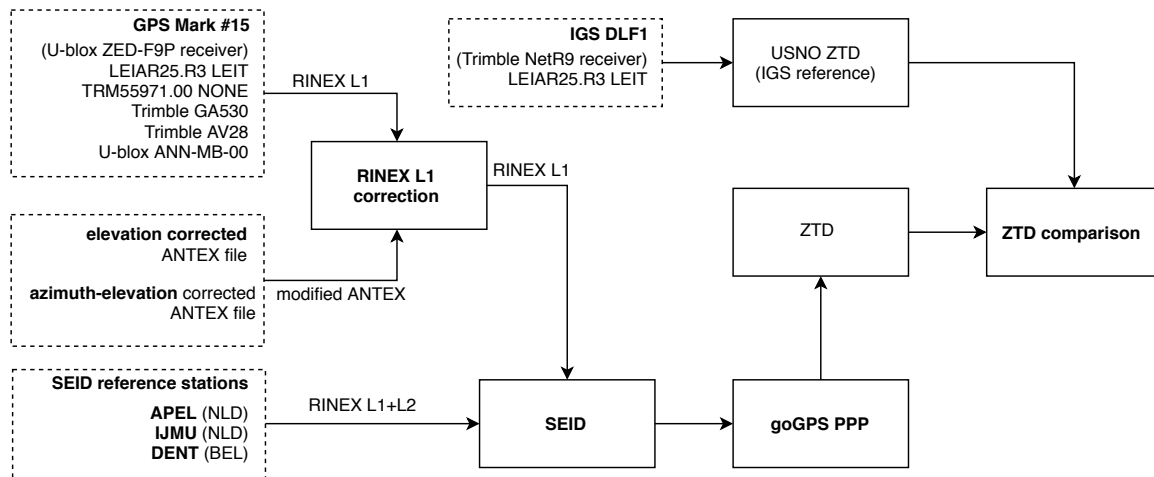 GPS Mark #15
(U-blox ZED-F9P receiver)
LEIAR25.R3 LEIT
TRM55971.00 NONE
Trimble GA530
Trimble AV28
U-blox ANN-MB-00
RINEX L1
IGS DLF1
(Trimble NetR9 receiver)
LEIAR25.R3 LEIT
USNO ZTD
(IGS reference)
RINEX L1
correction
RINEX L1
elevation corrected
ANTEX file
azimuth-elevation corrected
ANTEX file
modified ANTEX
ZTD
ZTD comparison
SEID reference stations
APEL (NLD)
IJMU (NLD)
DENT (BEL)
RINEX L1+L2
SEID
goGPS PPP